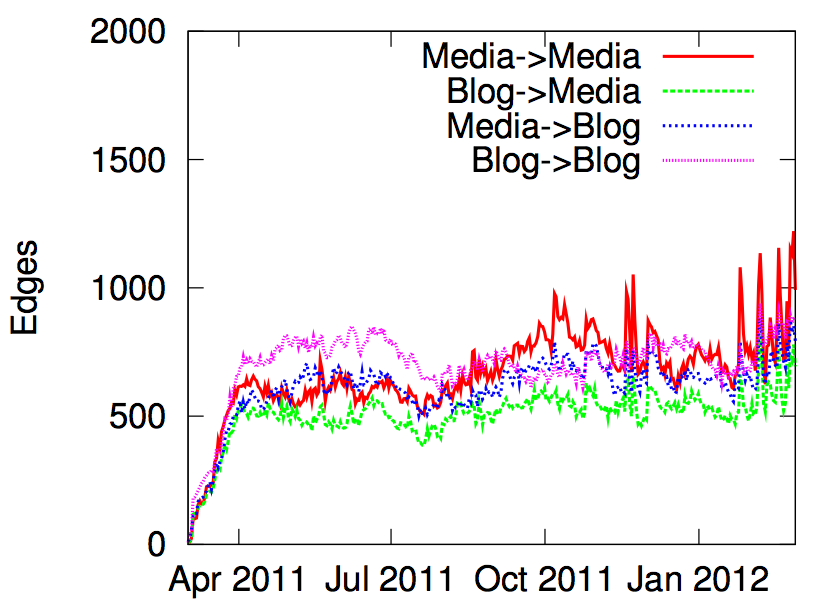 2000
Media->Media
Blog->Media
Media->Blog
Blog->Blog
1500
Edges
1000
500
0
Apr 2011 Jul 2011 Oct 2011 Jan 2012